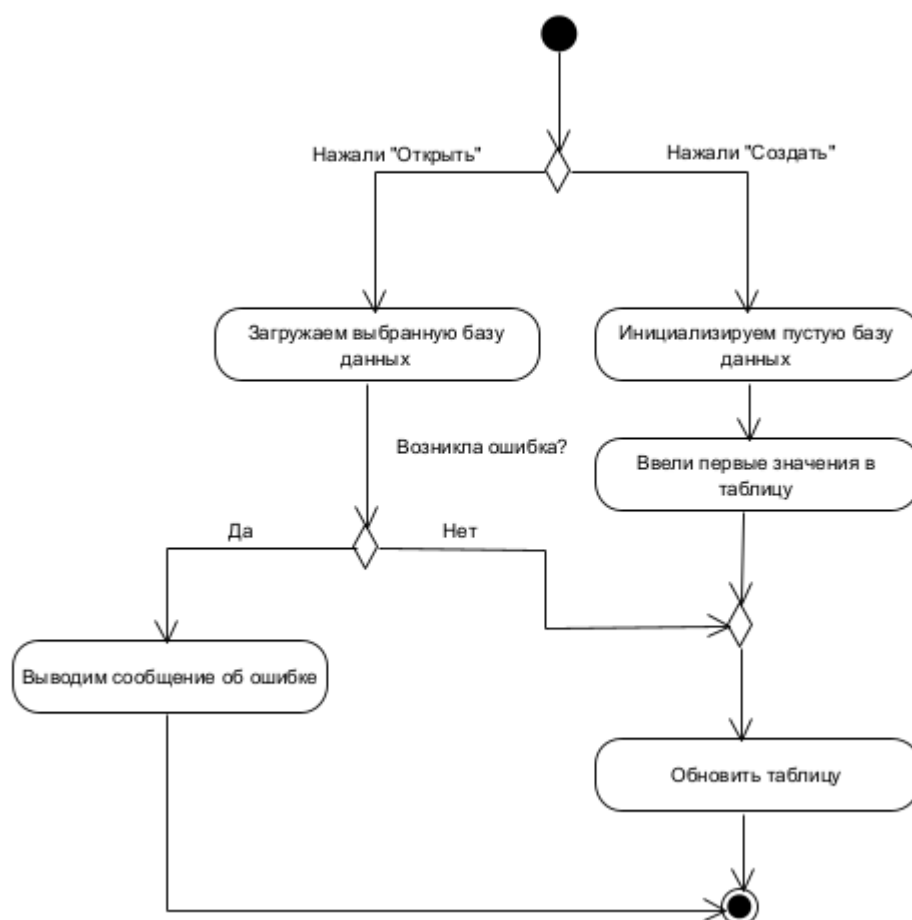 Нажали "Открыть"
Нажали "Создать"
Загружаем выбранную базу
данных
Инициализируем пустую базу
данных
Возникла ошибка?
Ввели первые значения в
таблицу
Да
Нет
Выводим сообщение об ошибке
Обновить таблицу